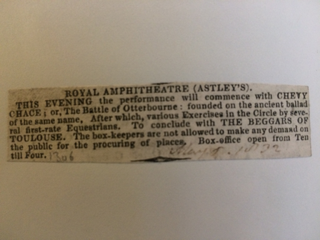 ROYAL AMPHITHEATRE (ASTLEY'S).
THIS EVENING the performance will commence with CHEVY
CHACE; or, The Battle of Otterbourne: founded on the ancient ballad
of the same name. After which, various Exercises in the Circle by seve-
ral first-rate Equestrians. To conclude with THE BEGGARS OF
TOULOUSE. The box-keepers are not allowed to make any demand on
the public for the procuring of places. Box-office open from Ten
till Four.